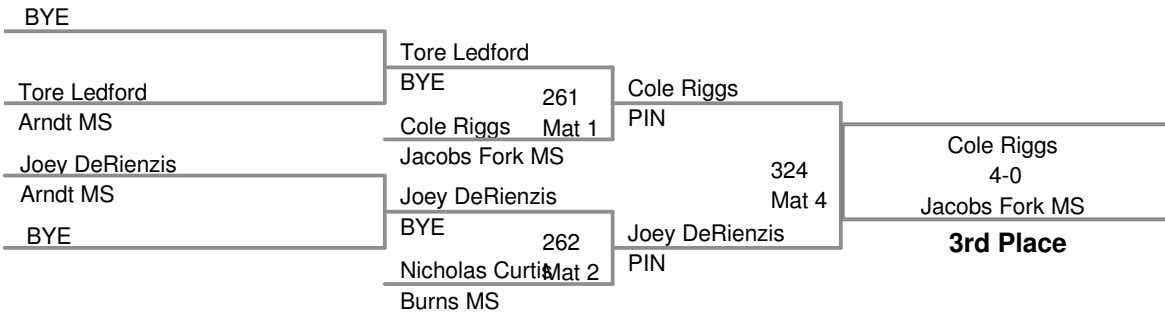 BYE
Tore Ledford
Arndt MS
Joey DeRienzis
Arndt MS
BYE
Tore Ledford
BYE
261
Mat 1
Cole Riggs
Jacobs Fork MS
Joey DeRienzis
BYE
262
Mat 2
Nicholas Curtis
Burns MS
Cole Riggs
PIN
324
Mat 4
Joey DeRienzis
PIN
Cole Riggs
4-0
Jacobs Fork MS
3rd Place